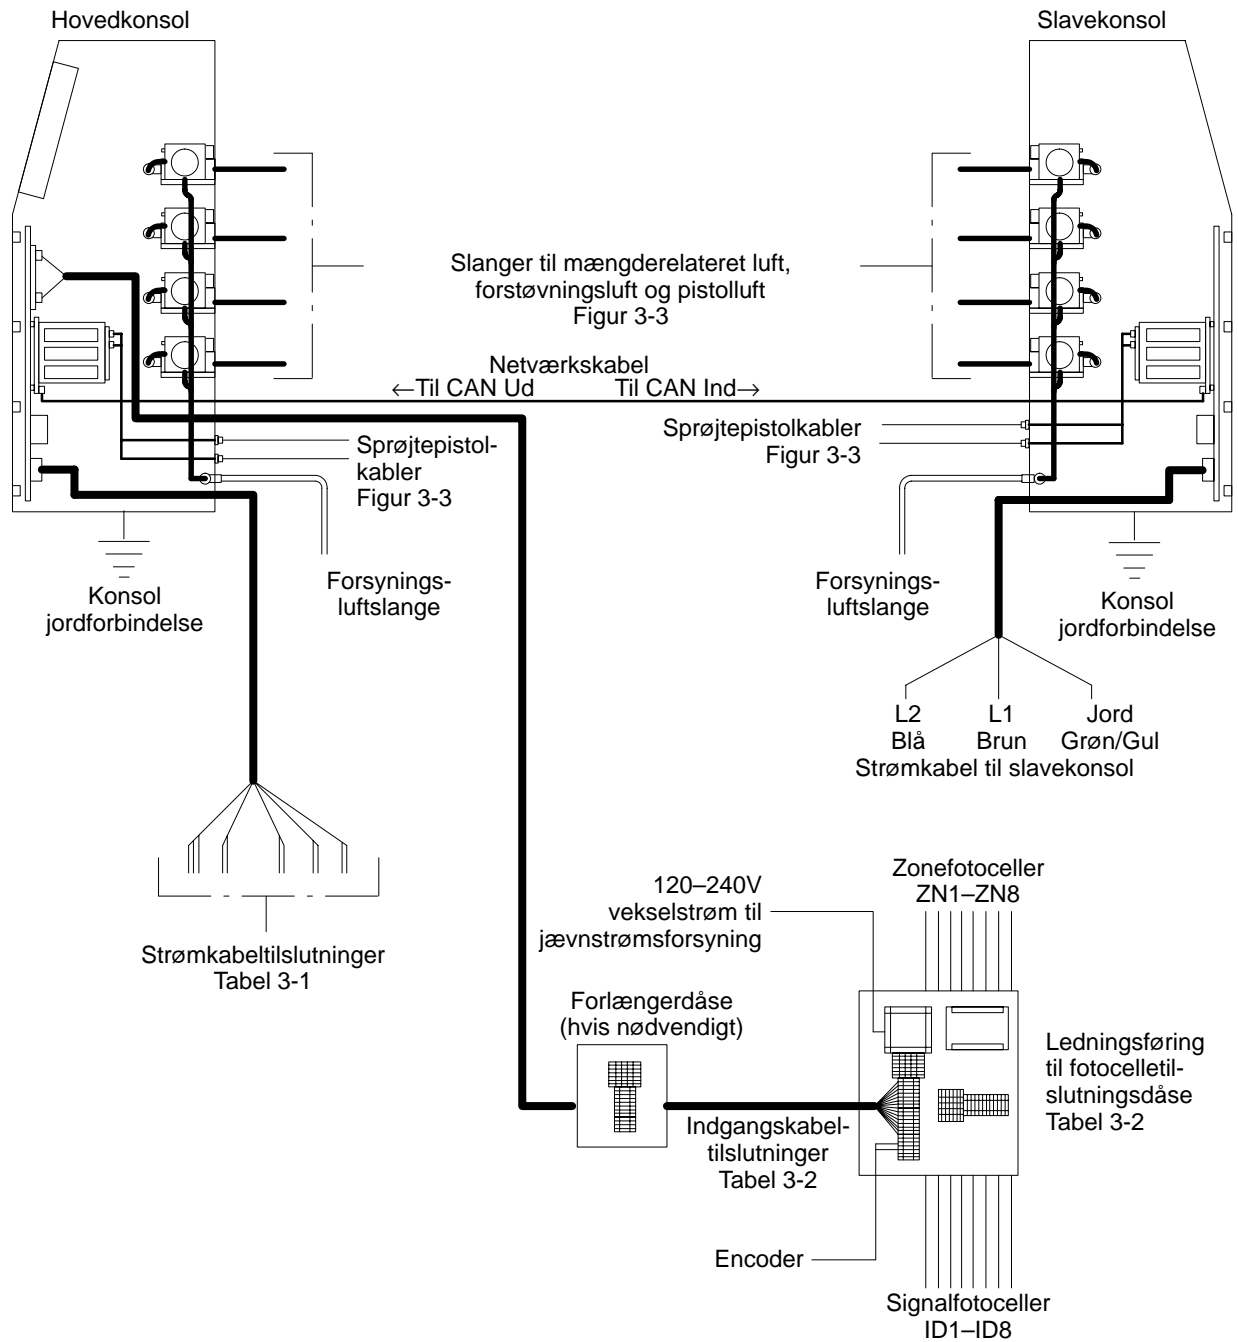 Hovedkonsol
Slavekonsol
Slanger til mængderelateret luft,
forstøvningsluft og pistolluft
Figur 3-3
Netværkskabel
←Til CAN Ud
Til CAN Ind→
Sprøjtepistol-
kabler
Figur 3-3
Sprøjtepistolkabler
Figur 3-3
Konsol
jordforbindelse
Forsynings-
luftslange
Forsynings-
luftslange
Konsol
jordforbindelse
L2
Blå
L1
Brun
Jord
Grøn/Gul
Strømkabel til slavekonsol
Strømkabeltilslutninger
Tabel 3-1
120–240V
vekselstrøm til
jævnstrømsforsyning
Zonefotoceller
ZN1–ZN8
Forlængerdåse
(hvis nødvendigt)
Ledningsføring
til fotocelletil-
slutningsdåse
Tabel 3-2
Indgangskabel-
tilslutninger
Tabel 3-2
Encoder
Signalfotoceller
ID1–ID8